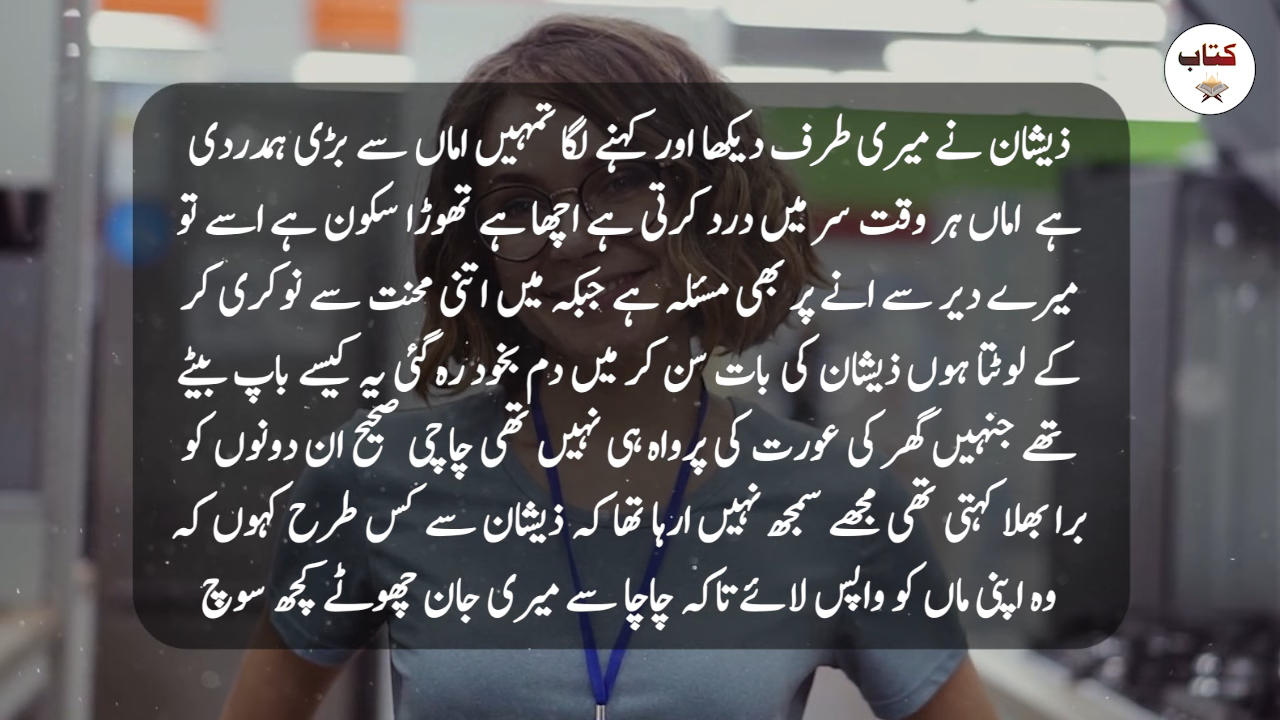 کتاب
ذیشان نے میری طرف دیکھا اور کہنے لگا تمہیں اماں سے بڑی ہمدردی
ہے اماں ہر وقت سر میں درد کرتی ہے اچھا ہے تھوڑا سکون ہے اسے تو
میرے دیر سے انے پر بھی مسئلہ ہے جبکہ میں اتنی محنت سے نوکری کر
کے لوٹتا ہوں ذیشان کی بات سن کر میں دم بخود رہ گئی یہ کیسے باپ بیٹے
تھے جنہیں گھر کی عورت کی پرواہ ہی نہیں تھی چاچی صحیح ان دونوں کو
برا بھلا کہتی تھی مجھے سمجھ نہیں ارہا تھا کہ ذیشان سے کس طرح کہوں کہ
وہ اپنی ماں کو واپس لائے تاکہ چاچا سے میری جان چھوٹے کچھ سوچ